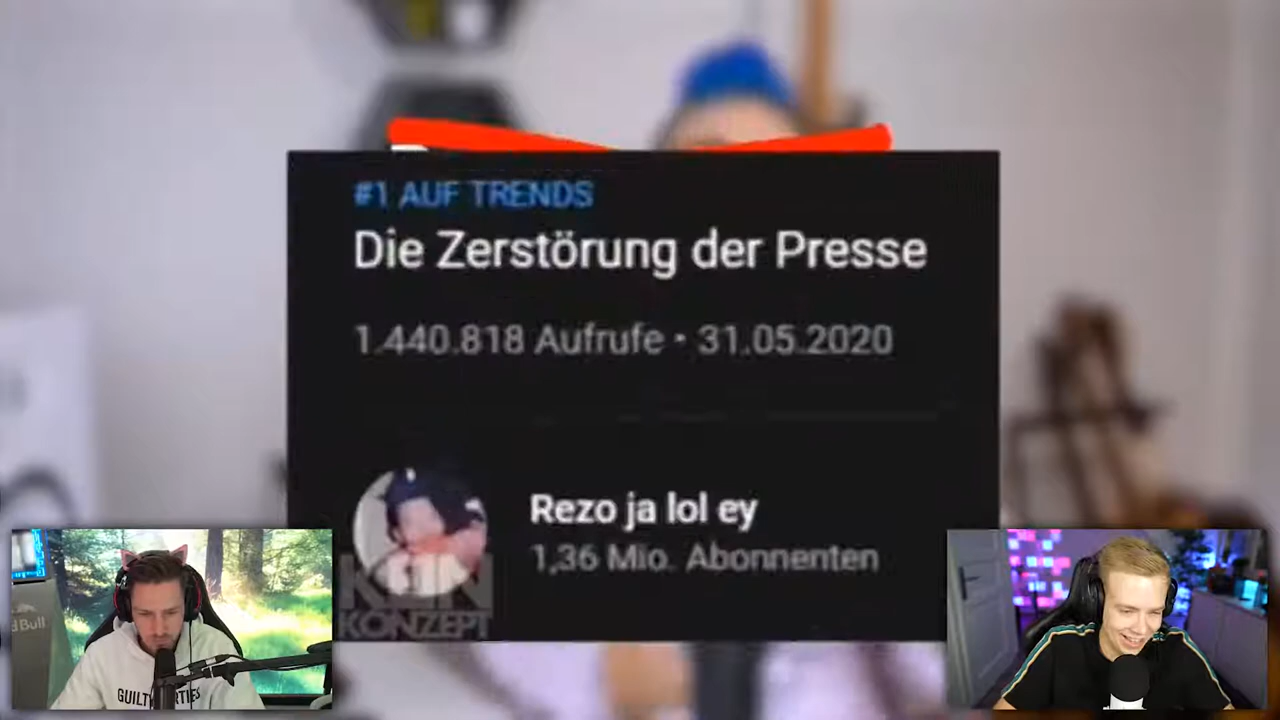 #1 AUF TRENDS
Die Zerstörung der Presse
1.440.818 Aufrufe • 31.05.2020
Rezo ja lol ey
1,36 Mio. Abonnenten
KONZEPT
d Bull